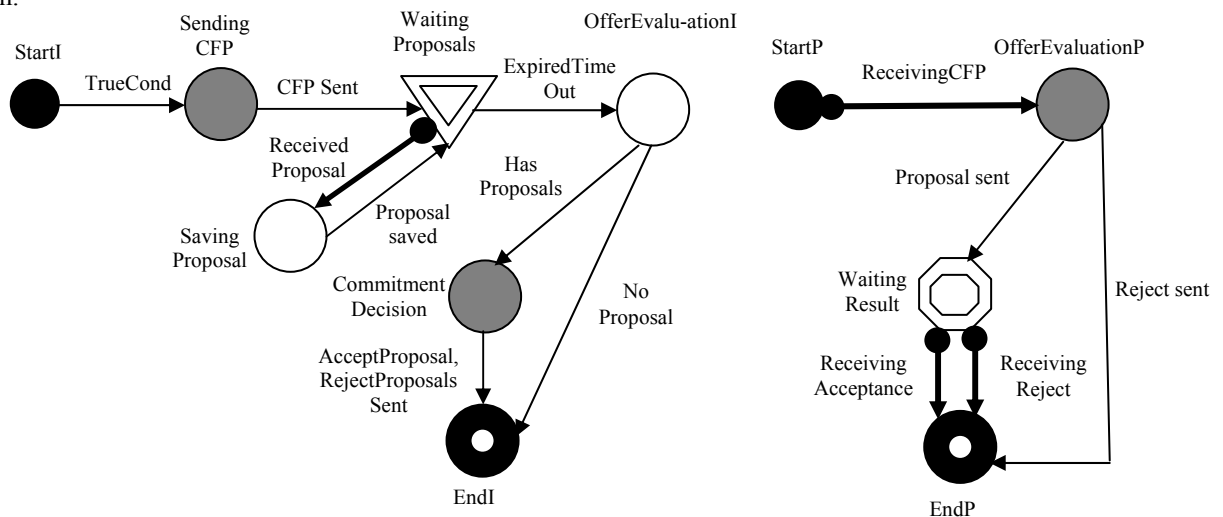 n.
Sending
CFP
Waiting
Proposals
OfferEvalu-ationI
StartI
TrueCond
CFP Sent
ExpiredTime
Out
Received
Proposal
Has
Proposals
Proposal
saved
Saving
Proposal
Commitment
Decision
No
Proposal
AcceptProposal,
RejectProposals
Sent
EndI
StartP
OfferEvaluationP
ReceivingCFP
Proposal sent
Waiting
Result
Reject sent
Receiving
Acceptance
Receiving
Reject
EndP